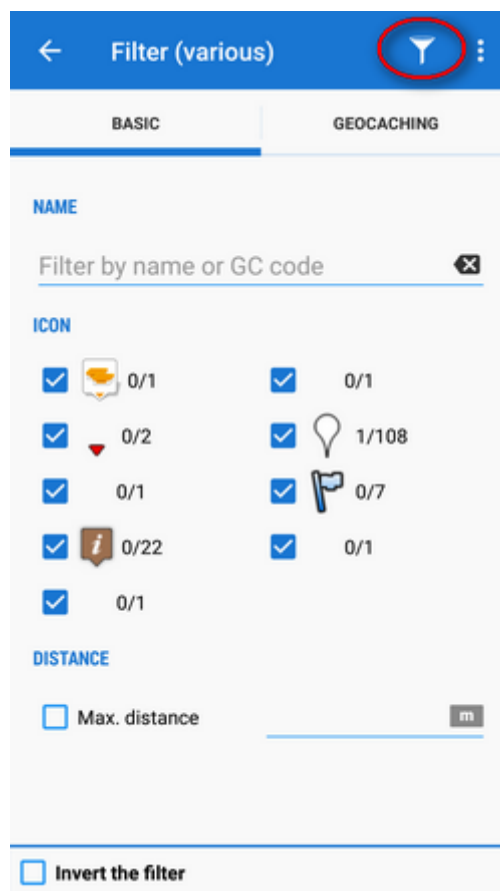 Filter (various)
BASIC GEOCACHING
NAME
Filter by name or GC code
ICON
0/1 0/1
0/2 1/108
0/1 0/7
i 0/22 0/1
0/1
DISTANCE
Max. distance m
Invert the filter